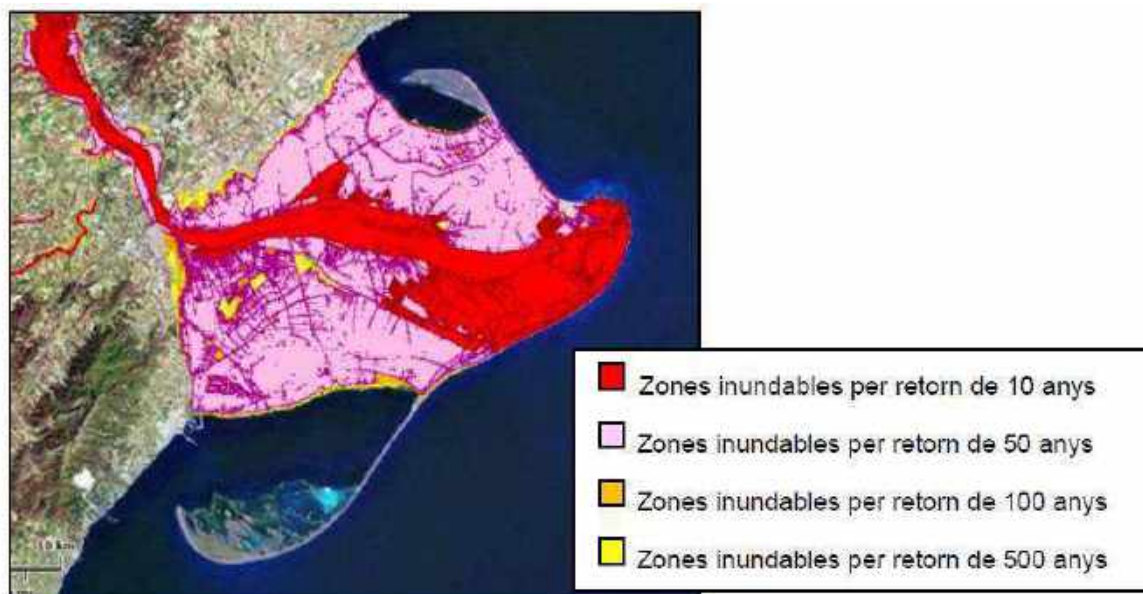 Zones inundables per retorn de 10 anys
Zones inundables per retorn de 50 anys
Zones inundables per retorn de 100 anys
Zones inundables per retorn de 500 anys